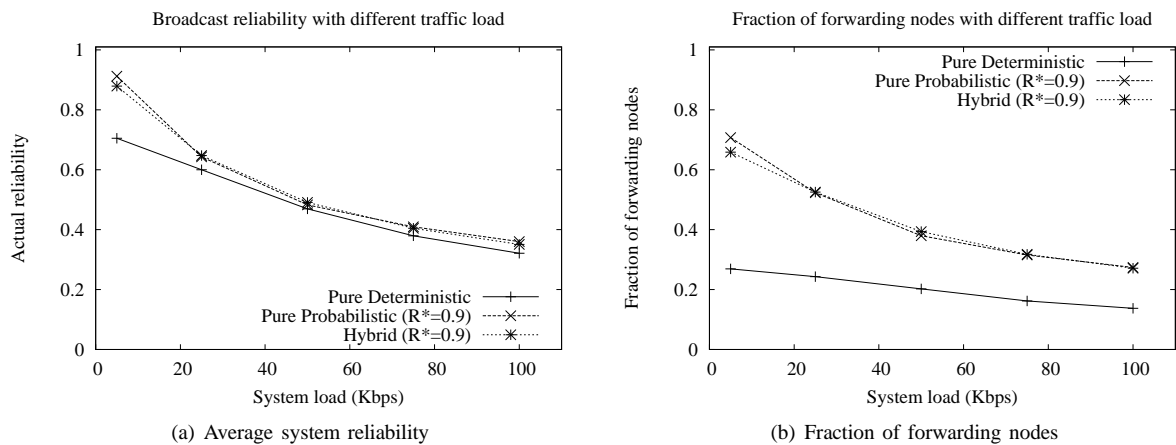 Broadcast reliability with different traffic load
1
0.8
0.6
0.4
0.2
0
Actual reliability
Pure Deterministic
Pure Probabilistic (R*=0.9)
Hybrid (R*=0.9)
0 20 40 60 80 100
System load (Kbps)
(a) Average system reliability
Fraction of forwarding nodes with different traffic load
1
0.8
0.6
0.4
0.2
0
Fraction of forwarding nodes
Pure Deterministic
Pure Probabilistic (R*=0.9)
Hybrid (R*=0.9)
0 20 40 60 80 100
System load (Kbps)
(b) Fraction of forwarding nodes